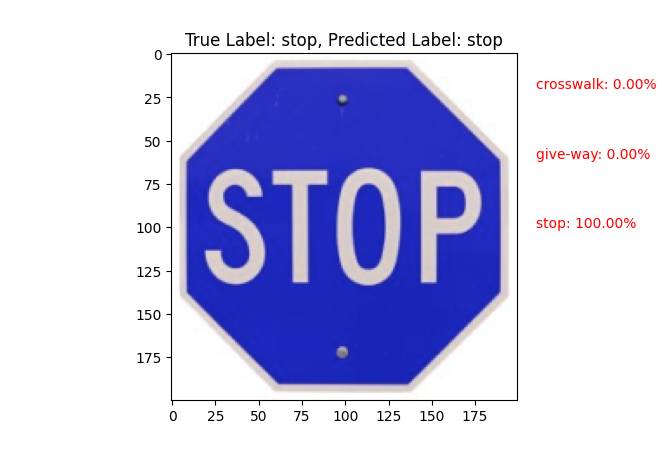 True Label: stop, Predicted Label: stop
0
25
50
75
100
125
150
175
0 25 50 75 100 125 150 175
STOP
crosswalk: 0.00%
give-way: 0.00%
stop: 100.00%